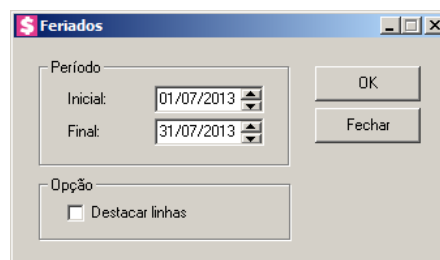 Feriados
Período
Inicial: 01/07/2013
Final: 31/07/2013
OK
Fechar
Opção
Destacar linhas